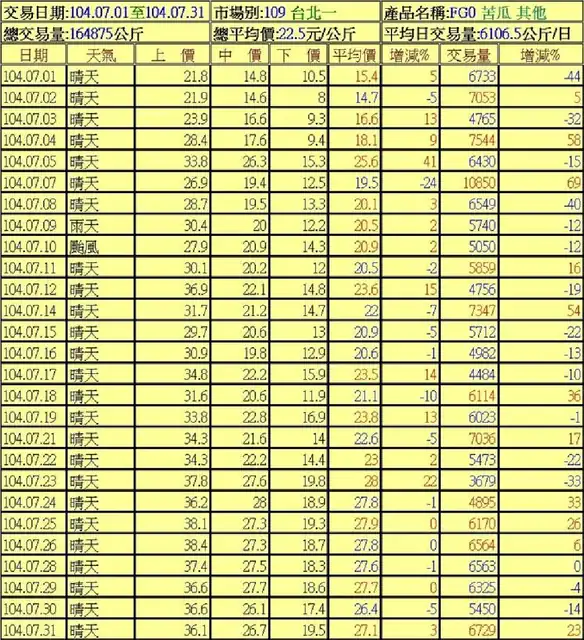 交易日期:104.07.01至104.07.31 市場別:109 台北一 產品名稱:FG0 苦瓜 其他
總交易量:164875公斤 總平均價:22.5元/公斤 平均日交易量:6106.5公斤/日
日期 天氣 上 價 中 價 下 價 平均價 增減% 交易量 增減%
104.07.01 晴天 21.8 14.8 10.5 15.4 5 6733 -44
104.07.02 晴天 21.9 14.6 8 14.7 -5 7053 5
104.07.03 晴天 23.9 16.6 9.3 16.6 13 4765 -32
104.07.04 晴天 28.4 17.6 9.4 18.1 9 7544 58
104.07.05 晴天 33.8 26.3 15.3 25.6 41 6430 -15
104.07.07 晴天 26.9 19.4 12.5 19.5 -24 10850 69
104.07.08 晴天 28.7 19.5 13.3 20.1 3 6549 -40
104.07.09 雨天 30.4 20 12.2 20.5 2 5740 -12
104.07.10 颱風 27.9 20.9 14.3 20.9 2 5050 -12
104.07.11 晴天 30.1 20.2 12 20.5 -2 5859 16
104.07.12 晴天 36.9 22.1 14.8 23.6 15 4756 -19
104.07.14 晴天 31.7 21.2 14.7 22 -7 7347 54
104.07.15 晴天 29.7 20.6 13 20.9 -5 5712 -22
104.07.16 晴天 30.9 19.8 12.9 20.6 -1 4982 -13
104.07.17 晴天 34.8 22.2 15.9 23.5 14 4484 -10
104.07.18 晴天 31.6 20.6 11.9 21.1 -10 6114 36
104.07.19 晴天 33.8 22.8 16.9 23.8 13 6023 -1
104.07.21 晴天 34.3 21.6 14 22.6 -5 7036 17
104.07.22 晴天 34.3 22.2 14.4 23 2 5473 -22
104.07.23 晴天 37.8 27.6 19.8 28 22 3679 -33
104.07.24 晴天 36.2 28 18.9 27.8 -1 4895 33
104.07.25 晴天 38.1 27.3 19.3 27.9 0 6170 26
104.07.26 晴天 38.4 27.3 18.7 27.8 0 6564 6
104.07.28 晴天 37.4 27.5 18.3 27.6 -1 6563 0
104.07.29 晴天 36.6 27.7 18.6 27.7 0 6325 -4
104.07.30 晴天 36.6 26.1 17.4 26.4 -5 5450 -14
104.07.31 晴天 36.1 26.7 19.5 27.1 3 6729 23